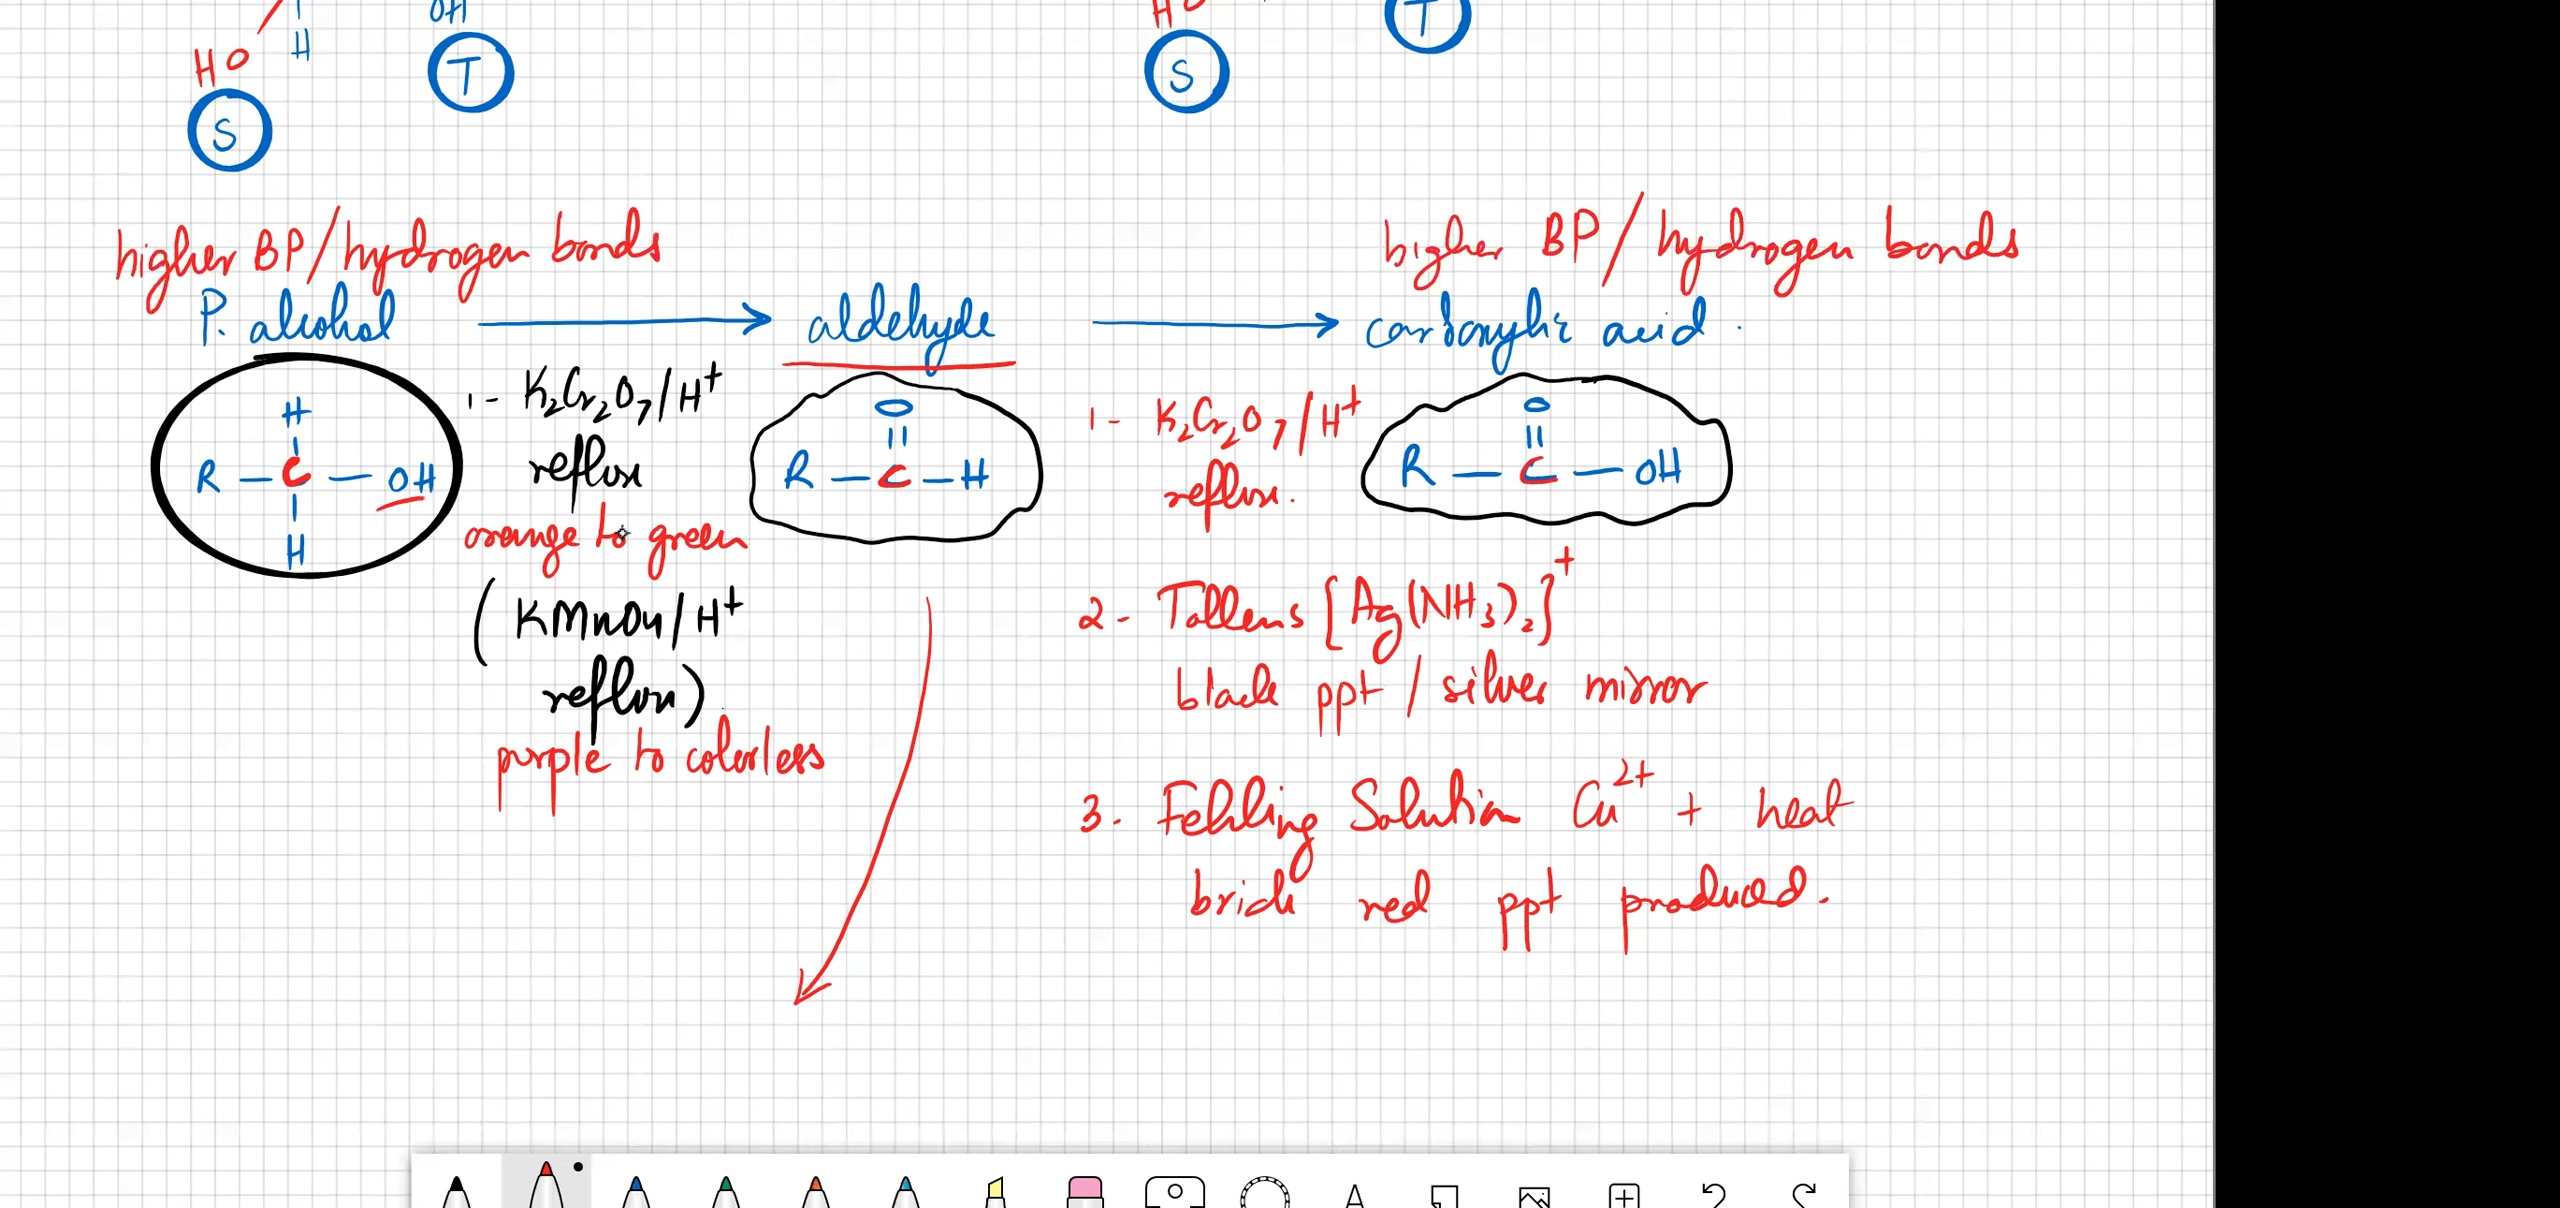 H
OH
HO
T
S
HO
T
S
higher BP/hydrogen bonds
P. alcohol
aldehyde
higher BP/hydrogen bonds
carboxylic acid.
H
R — C — OH
H
1- K₂Cr₂O₇/H⁺
reflux
orange to green
(KMnO₄/H⁺
reflux)
purple to colorless
O
R — C — H
1- K₂Cr₂O₇/H⁺
reflux.
O
R — C — OH
2- Tollens [Ag(NH₃)₂]⁺
black ppt / silver mirror
3. Fehling Solution Cu²⁺ + heat
brick red ppt produced.